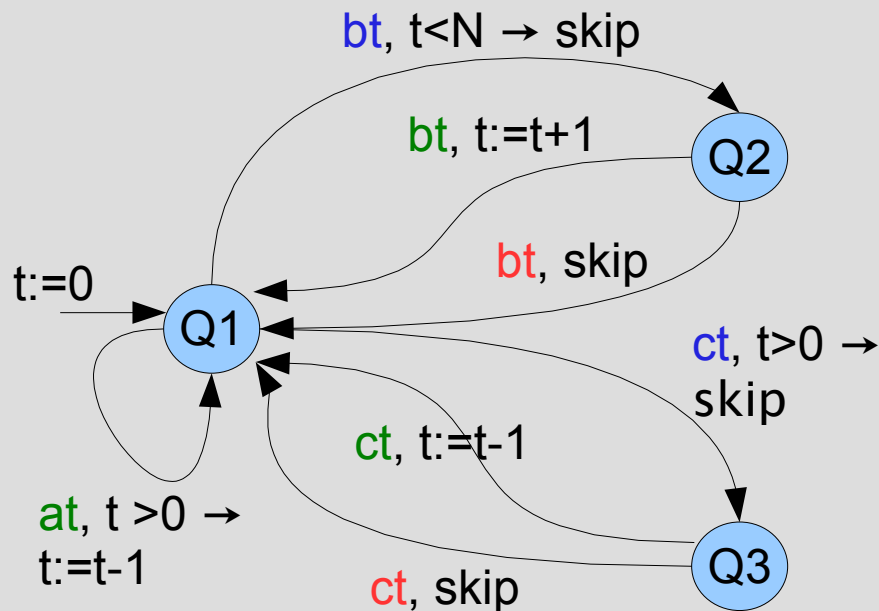 bt, t<N → skip
bt, t:=t+1
Q2
bt, skip
t:=0
Q1
ct, t>0 →
skip
ct, t:=t-1
at, t >0 →
t:=t-1
ct, skip
Q3